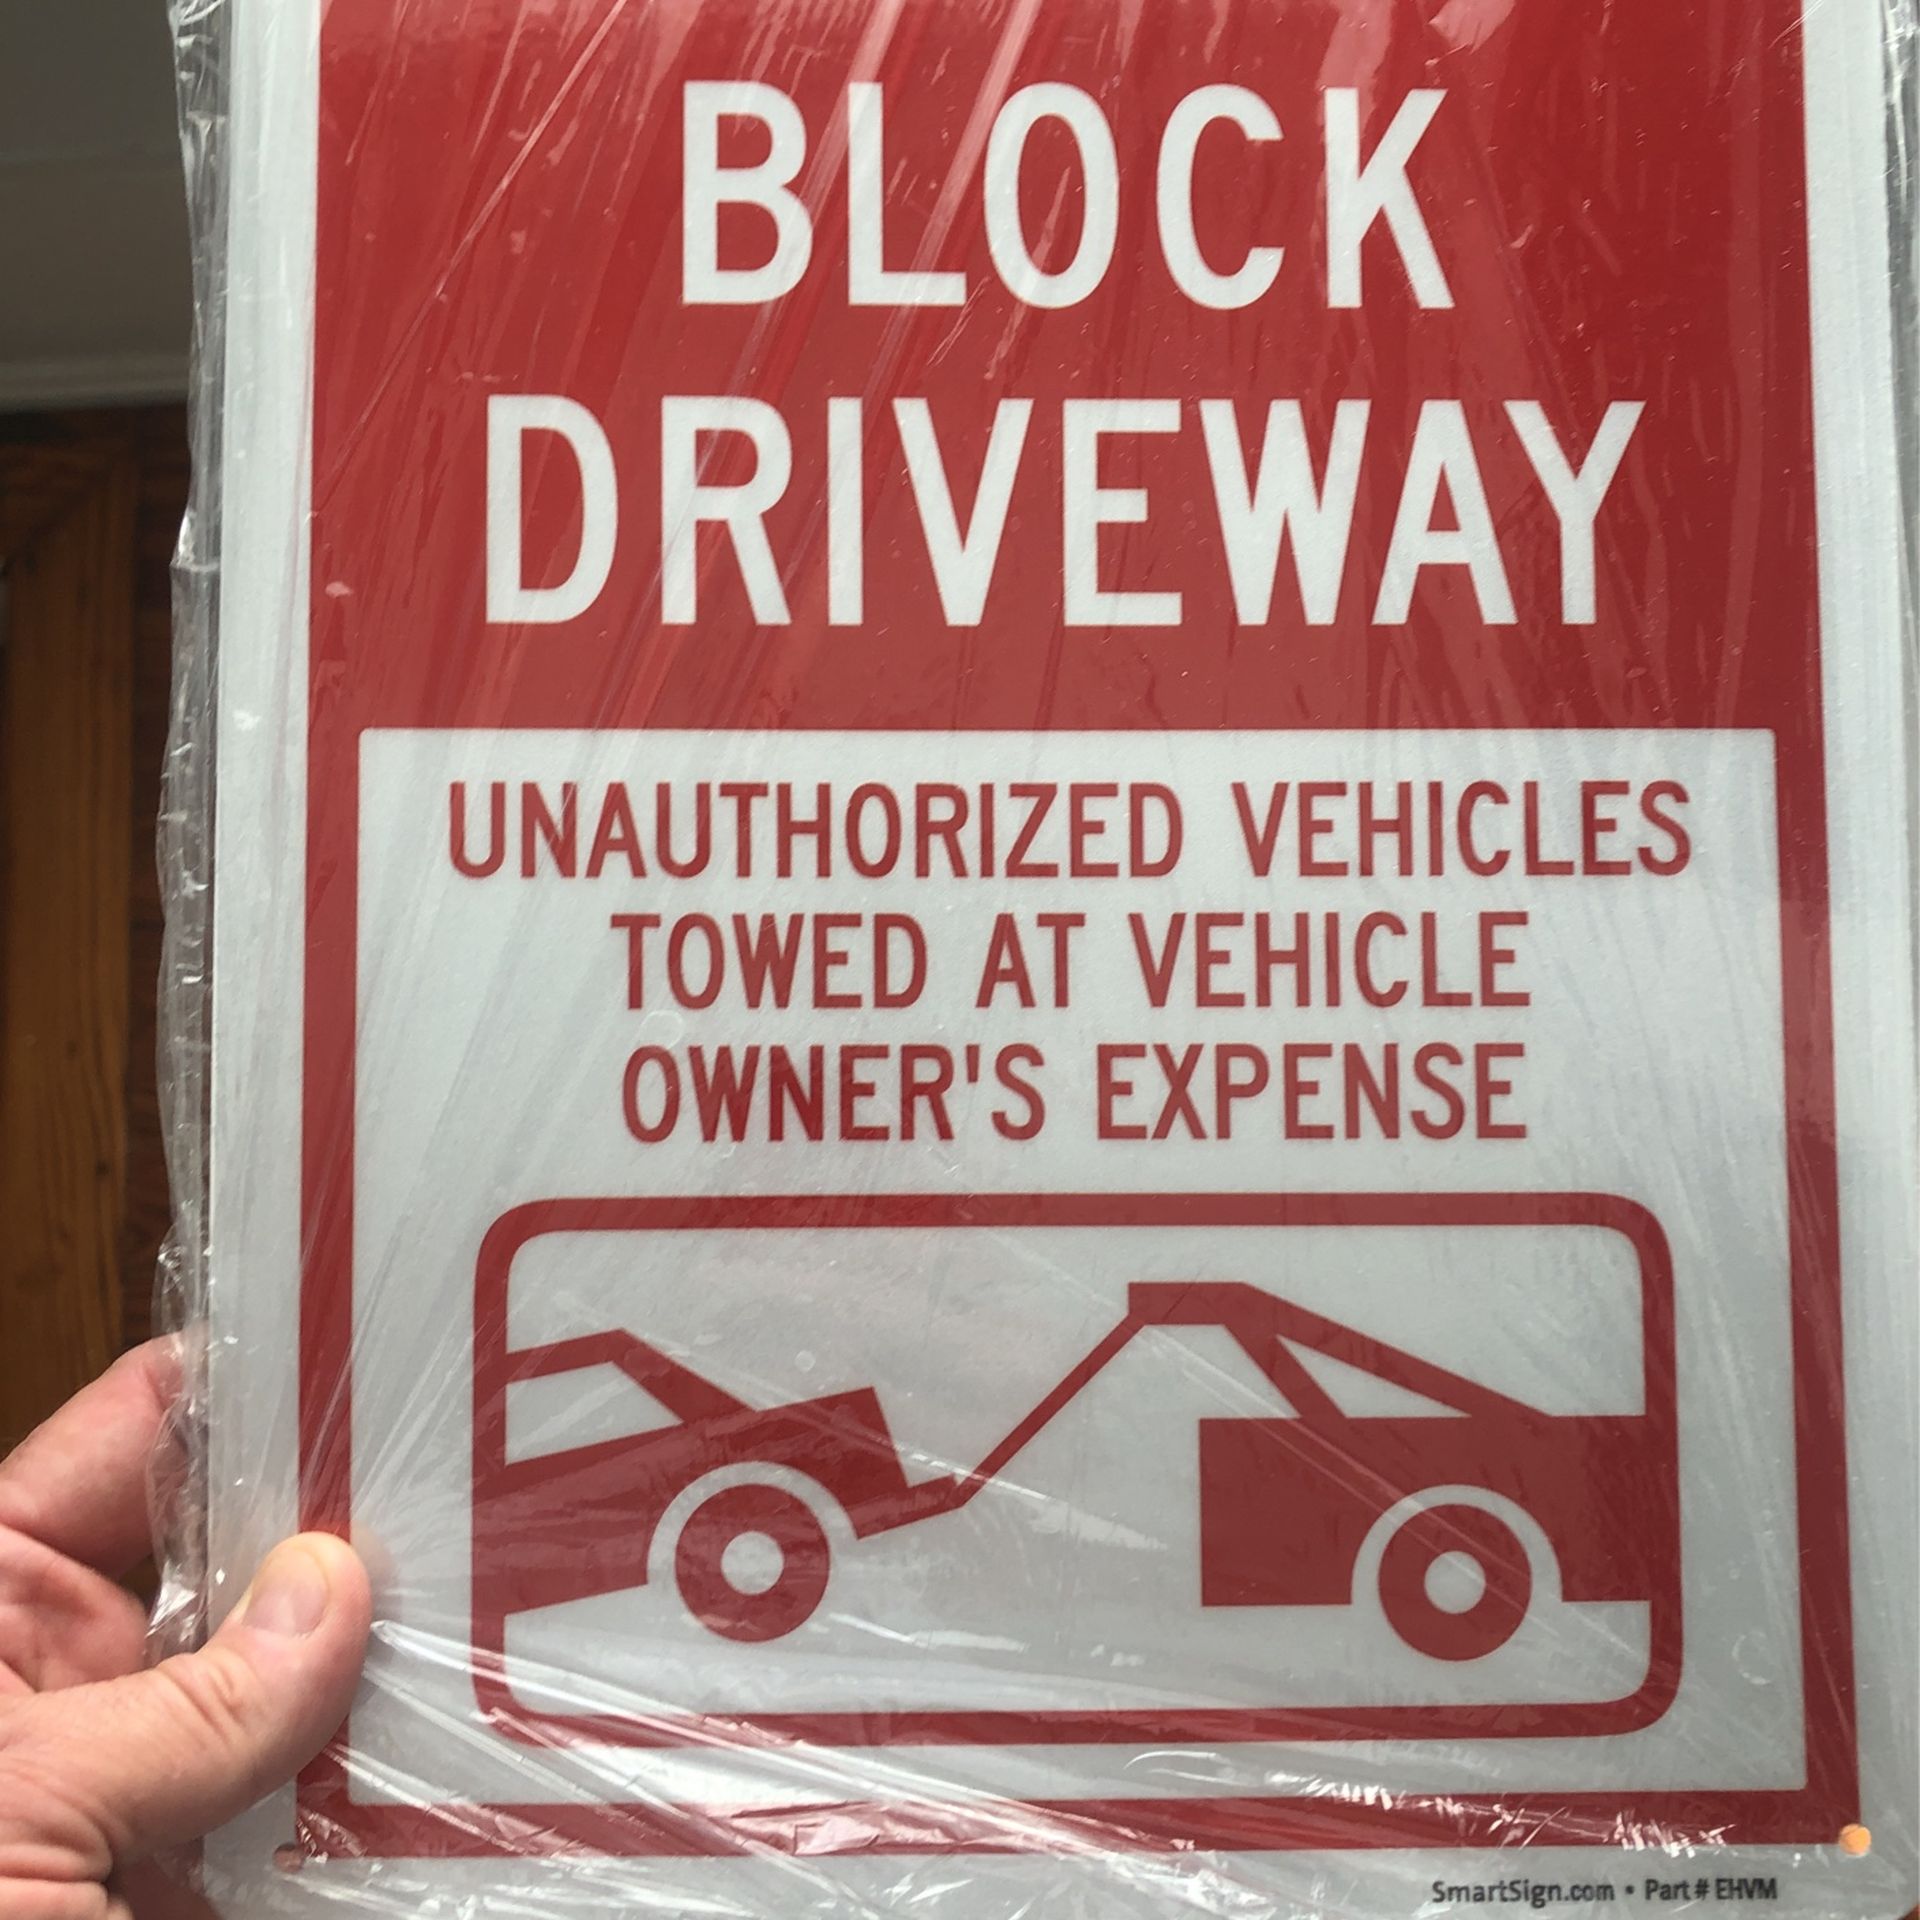 BLOCK
DRIVEWAY
UNAUTHORIZED VEHICLES
TOWED AT VEHICLE
OWNER'S EXPENSE
SmartSign.com • Part # EHVM